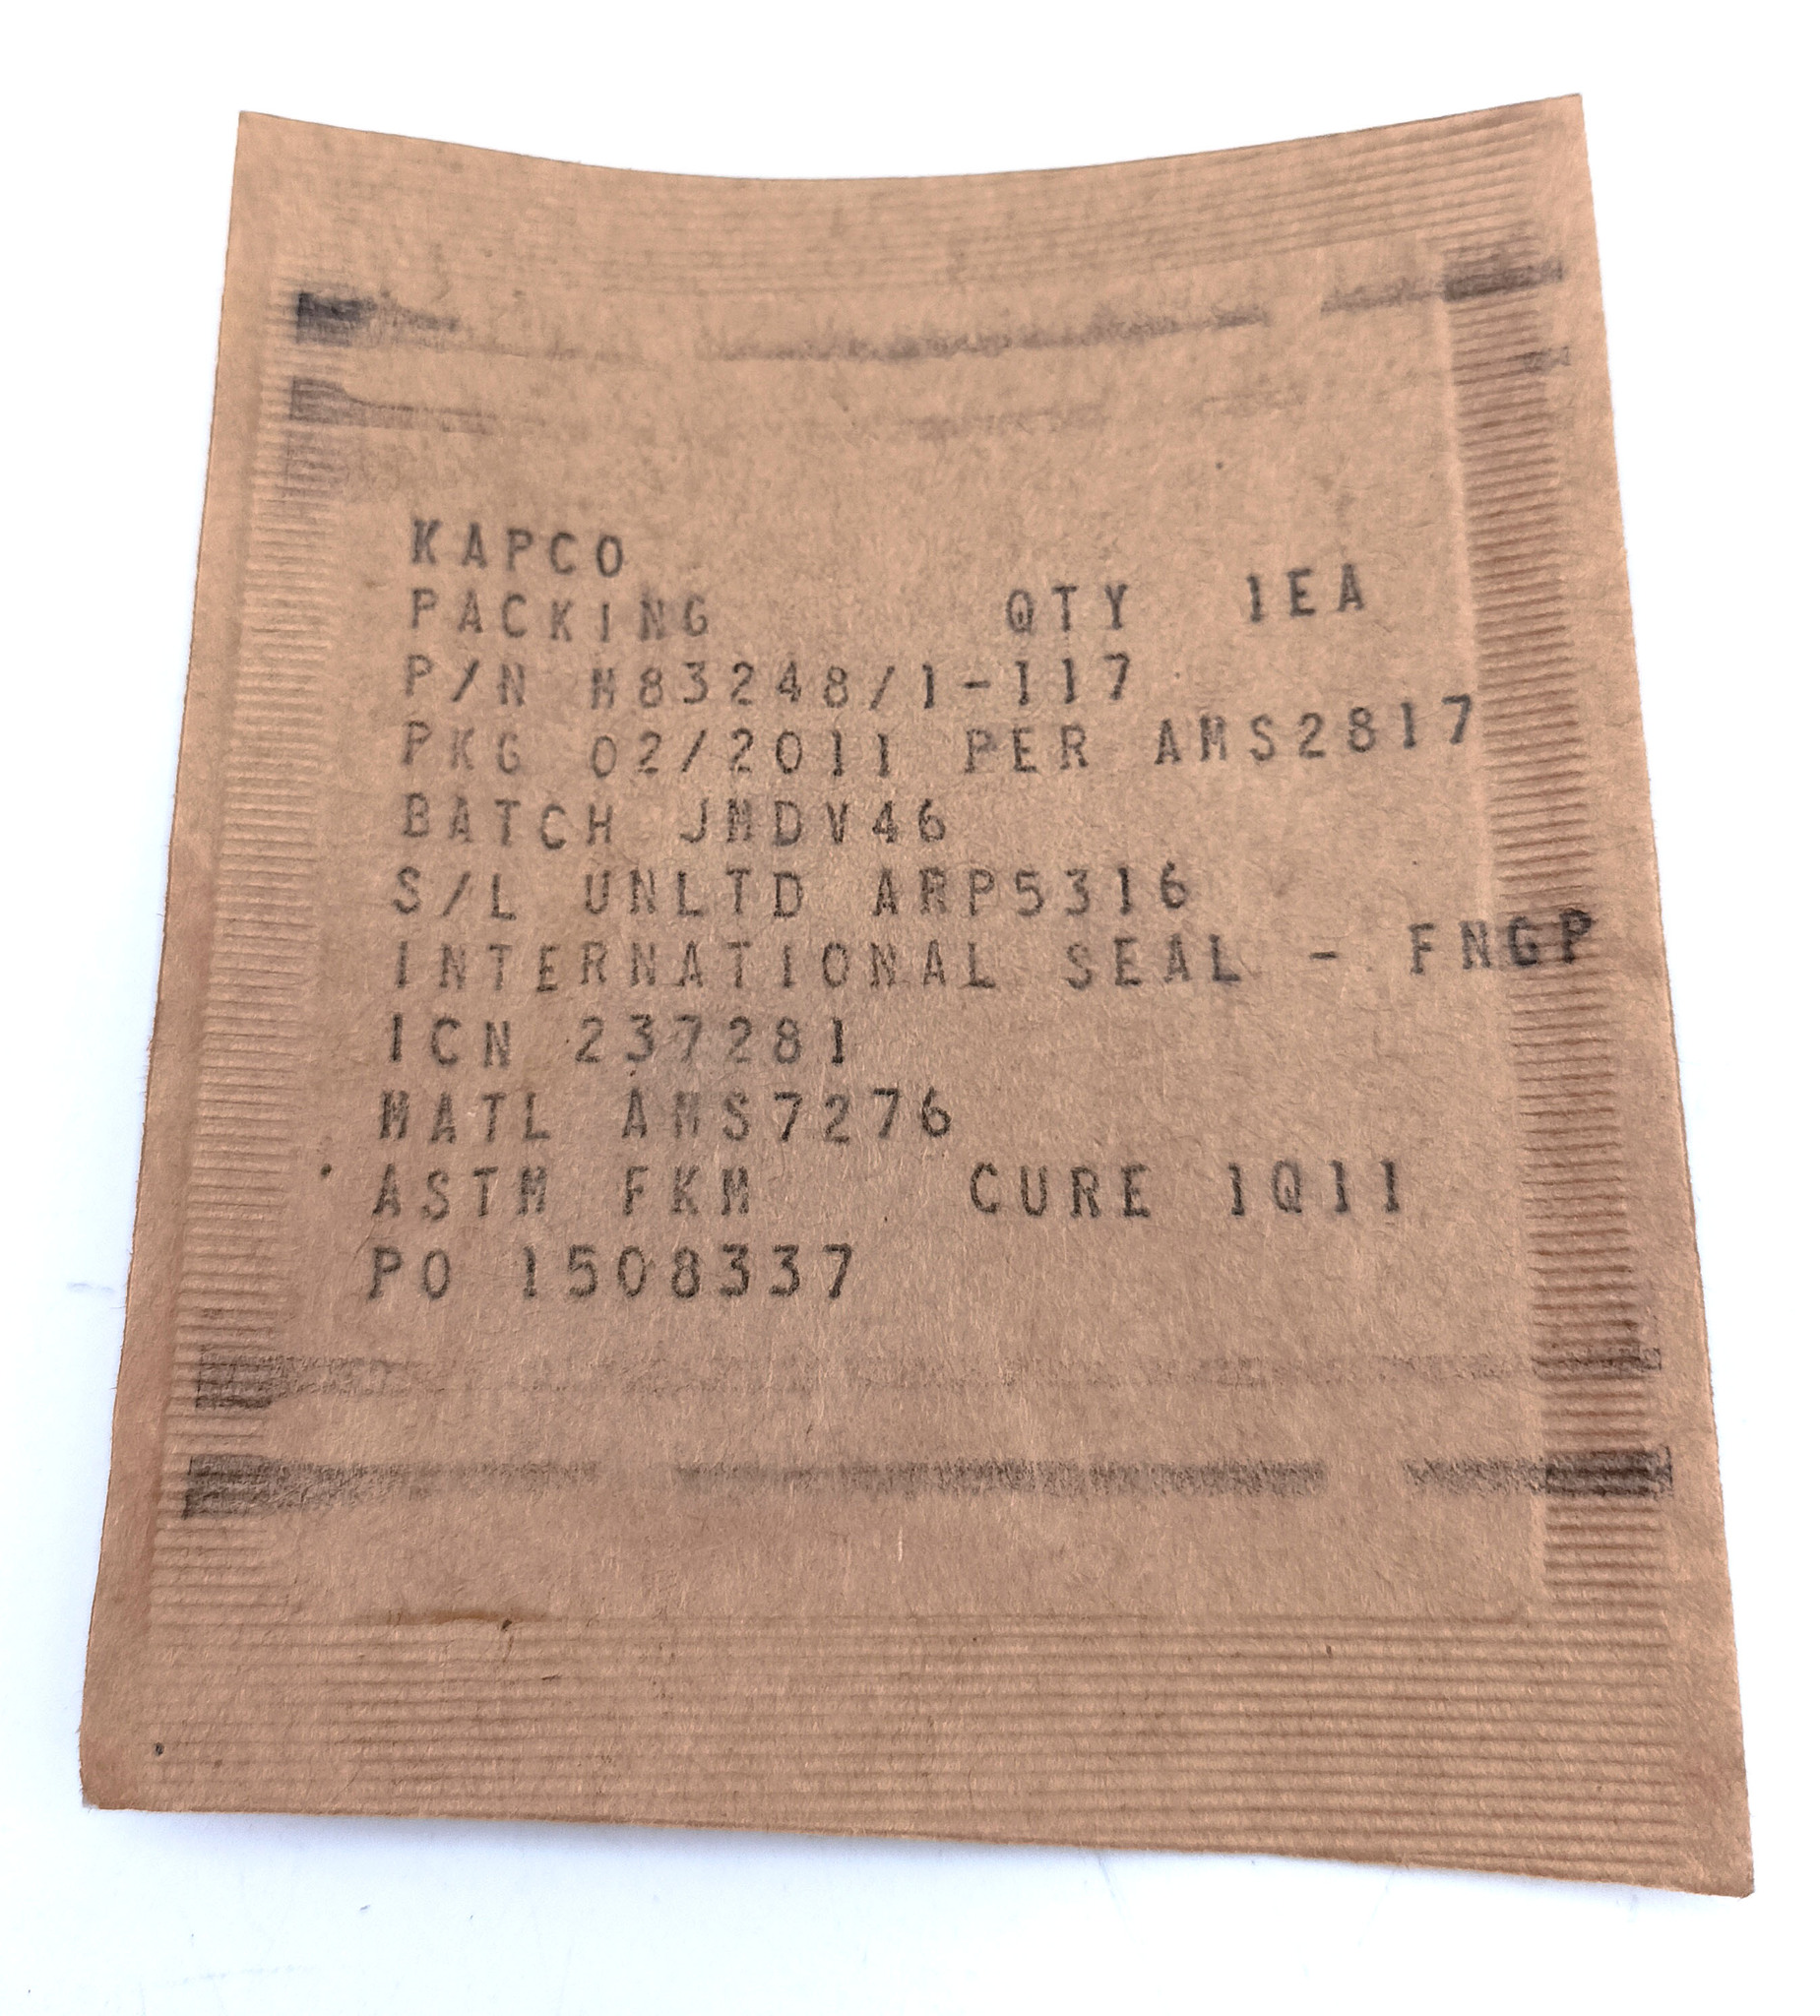 KAPCO
PACKING QTY 1EA
P/N M83248/1-117
PKG 02/2011 PER AMS2817
BATCH JMDV46
S/L UNLTD ARP5316
INTERNATIONAL SEAL - FNGP
ICN 237281
MATL AMS7276
ASTM FKM CURE 1Q11
PO 1508337